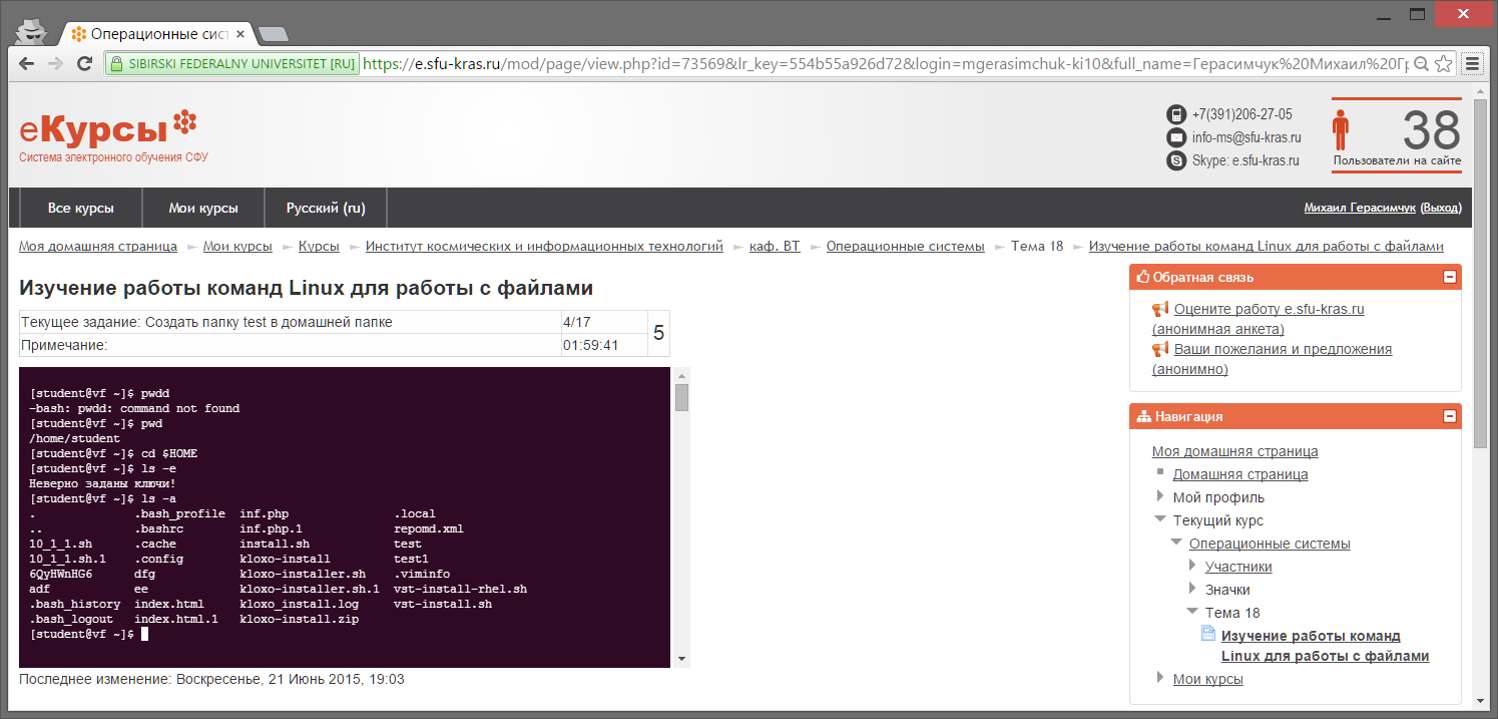 Операционные сист
SIBIRSKI FEDERALNY UNIVERSITET [RU] https://e.sfu-kras.ru/mod/page/view.php?id=73569&lr_key=554b55a926d72&login=mgerasimchuk-ki10&full_name=Герасимчук%20Михаил%20Гр
еКурсы
Система электронного обучения СФУ
+7(391)206-27-05
info-ms@sfu-kras.ru
Skype: e.sfu-kras.ru
38
Пользователи на сайте
Все курсы Мои курсы Русский (ru) Михаил Герасимчук (Выход)
Моя домашняя страница ► Мои курсы ► Курсы ► Институт космических и информационных технологий ► каф. ВТ ► Операционные системы ► Тема 18 ► Изучение работы команд Linux для работы с файлами
Изучение работы команд Linux для работы с файлами
Текущее задание: Создать папку test в домашней папке 4/17 5
Примечание: 01:59:41
[student@vf ~]$ pwdd
-bash: pwdd: command not found
[student@vf ~]$ pwd
/home/student
[student@vf ~]$ cd $HOME
[student@vf ~]$ ls -e
Неверно заданы ключи!
[student@vf ~]$ ls -a
. .bash_profile inf.php .local
.. .bashrc inf.php.1 repomd.xml
10_1_1.sh .cache install.sh test
10_1_1.sh.1 .config kloxo-install test1
6QyHWnHG6 dfg kloxo-installer.sh .viminfo
adf ee kloxo-installer.sh.1 vst-install-rhel.sh
.bash_history index.html kloxo_install.log vst-install.sh
.bash_logout index.html.1 kloxo-install.zip
[student@vf ~]$
Последнее изменение: Воскресенье, 21 Июнь 2015, 19:03
Обратная связь
Оцените работу e.sfu-kras.ru
(анонимная анкета)
Ваши пожелания и предложения
(анонимно)
Навигация
Моя домашняя страница
Домашняя страница
Мой профиль
Текущий курс
Операционные системы
Участники
Значки
Тема 18
Изучение работы команд
Linux для работы с файлами
Мои курсы